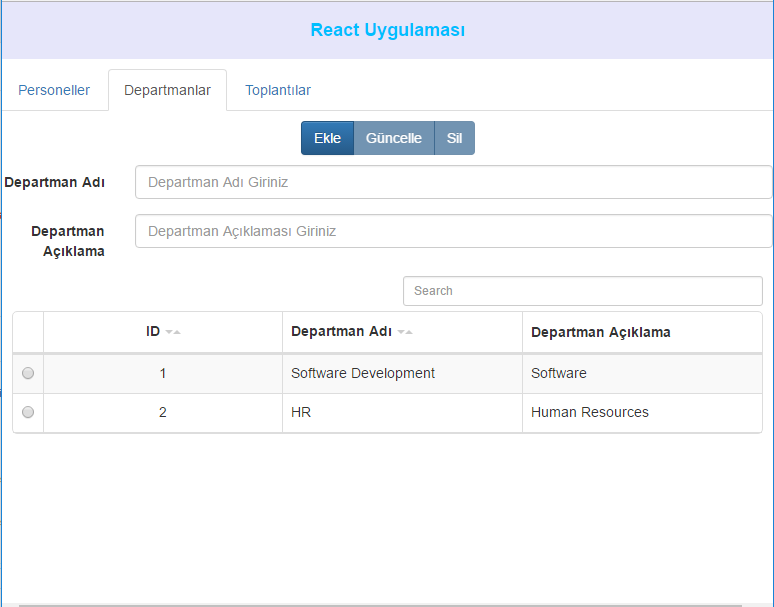 React Uygulaması
Personeller Departmanlar Toplantılar
Ekle Güncelle Sil
Departman Adı Departman Adı Giriniz
Departman Açıklama Departman Açıklaması Giriniz
Search
ID Departman Adı Departman Açıklama
1 Software Development Software
2 HR Human Resources